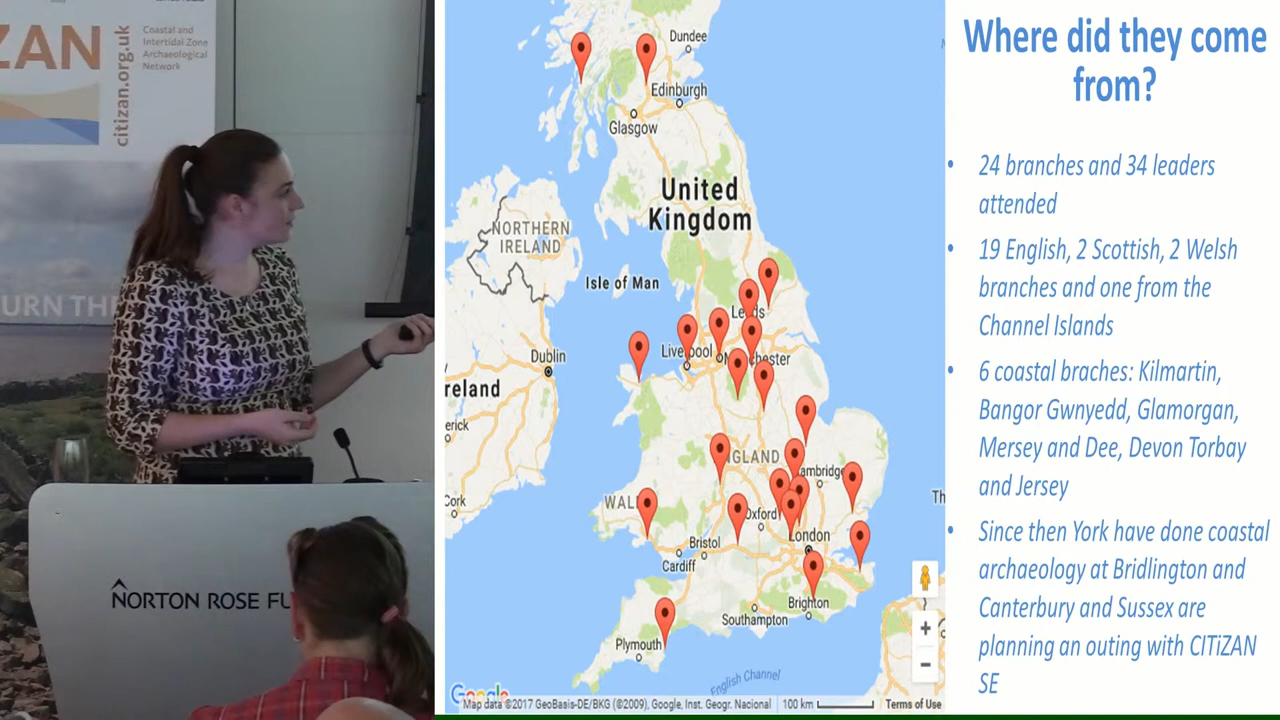 ZAN
citizan.org.uk
Coastal and
Intertidal Zone
Archaeological
Network
URN THE
NORTON ROSE FU
Dundee
Edinburgh
Glasgow
United
Kingdom
NORTHERN
IRELAND
Isle of Man
Leeds
Liverpool
Manchester
Dublin
reland
erick
NGLAND
ambridge
WAL
Cork
Oxford
London
Th
Bristol
Cardiff
Brighton
Southampton
Plymouth
English Channel
+
−
Google
Map data ©2017 GeoBasis-DE/BKG (©2009), Google, Inst. Geogr. Nacional
100 km
Terms of Use
Where did they come
from?
• 24 branches and 34 leaders
attended
• 19 English, 2 Scottish, 2 Welsh
branches and one from the
Channel Islands
• 6 coastal braches: Kilmartin,
Bangor Gwnyedd, Glamorgan,
Mersey and Dee, Devon Torbay
and Jersey
• Since then York have done coastal
archaeology at Bridlington and
Canterbury and Sussex are
planning an outing with CITiZAN
SE